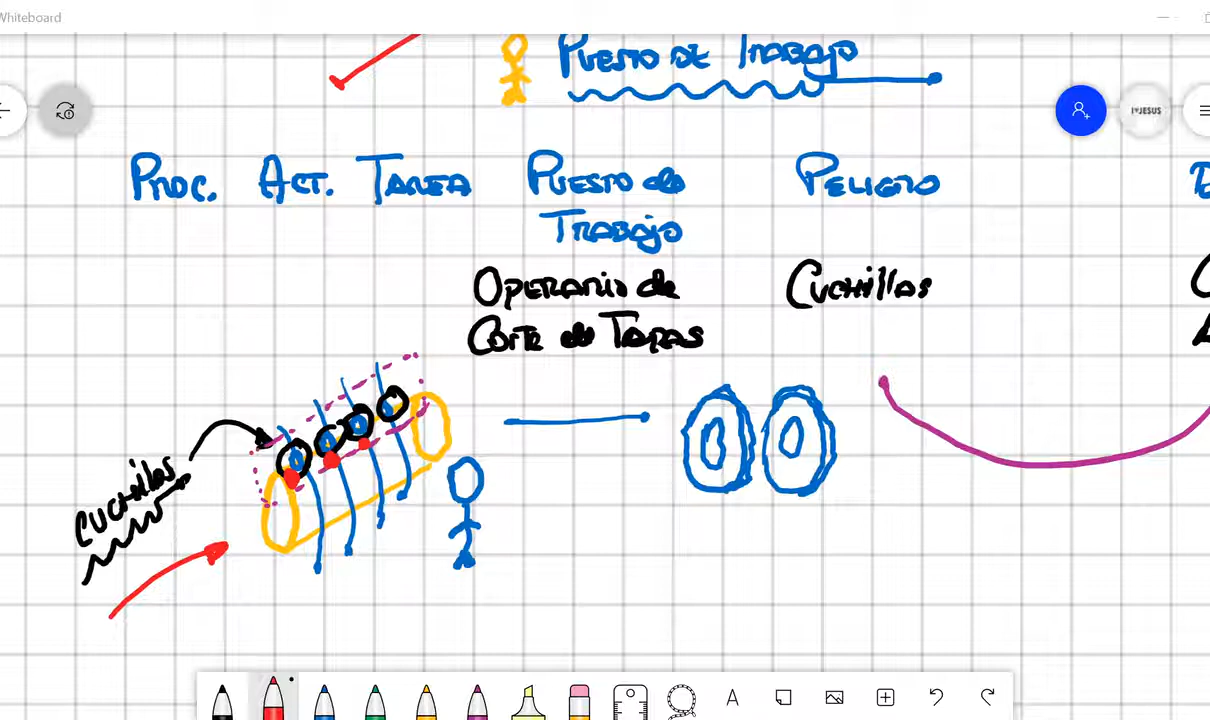 Whiteboard
PUESTO DE TRABAJO
I♥JESUS
PROC. ACT. TAREA PUESTO de PELIGRO
TRABAJO
OPERARIO de CUCHillAS
CORTE de TAPAS
CUCHillAS
A